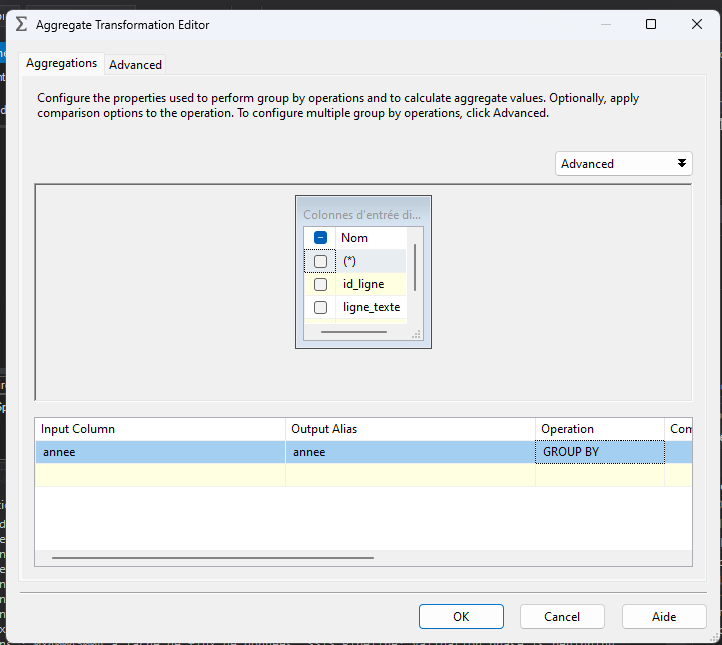 Aggregate Transformation Editor
Aggregations
Advanced
Configure the properties used to perform group by operations and to calculate aggregate values. Optionally, apply
comparison options to the operation. To configure multiple group by operations, click Advanced.
Advanced
Colonnes d'entrée di...
Nom
(*)
id_ligne
ligne_texte
Input Column Output Alias Operation Com
annee annee GROUP BY
OK Cancel Aide